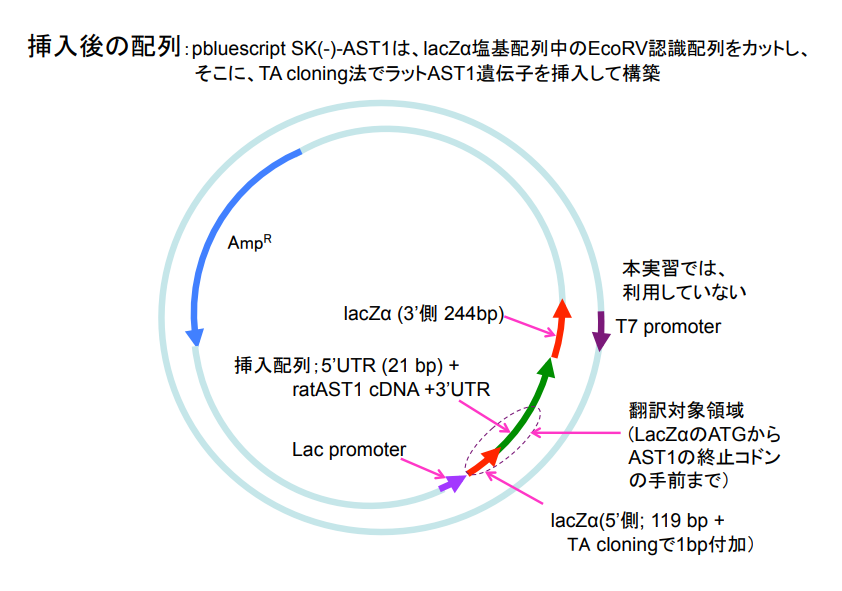 挿入後の配列：pbluescript SK(-)-AST1は、lacZα塩基配列中のEcoRV認識配列をカットし、
そこに、TA cloning法でラットAST1遺伝子を挿入して構築
AmpR
本実習では、
利用していない
lacZα (3’側 244bp)
T7 promoter
挿入配列；5’UTR (21 bp) +
ratAST1 cDNA +3’UTR
翻訳対象領域
（LacZαのATGから
AST1の終止コドン
の手前まで）
Lac promoter
lacZα(5’側; 119 bp +
TA cloningで1bp付加）